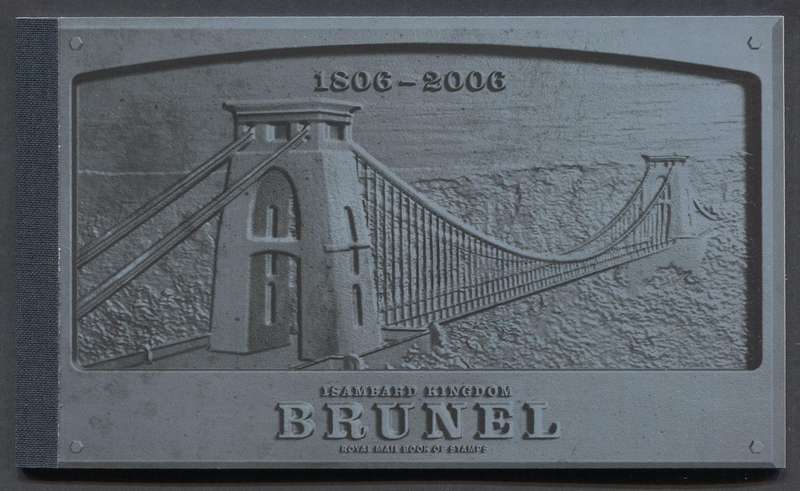 1806–2006
ISAMBARD KINGDOM
BRUNEL
ROYAL MAIL BOOK OF STAMPS